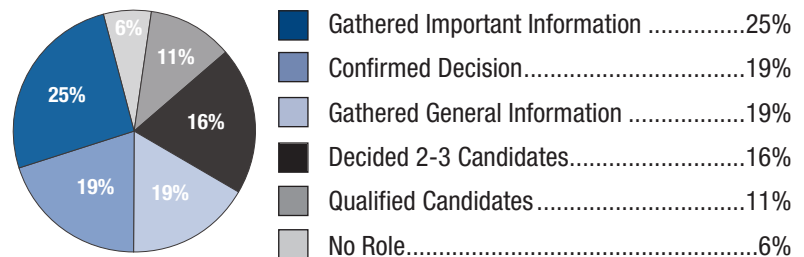 6%
11%
25%
16%
19%
19%
Gathered Important Information ...............25%
Confirmed Decision.................................19%
Gathered General Information .................19%
Decided 2-3 Candidates..........................16%
Qualified Candidates...............................11%
No Role....................................................6%